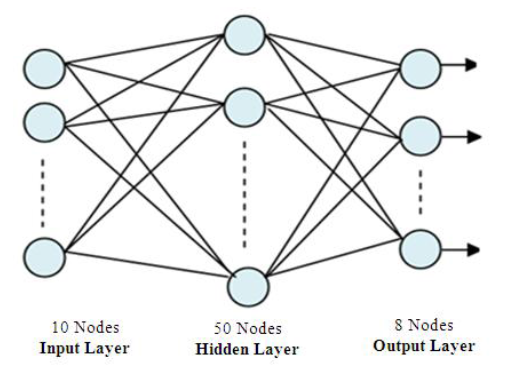 10 Nodes
Input Layer
50 Nodes
Hidden Layer
8 Nodes
Output Layer